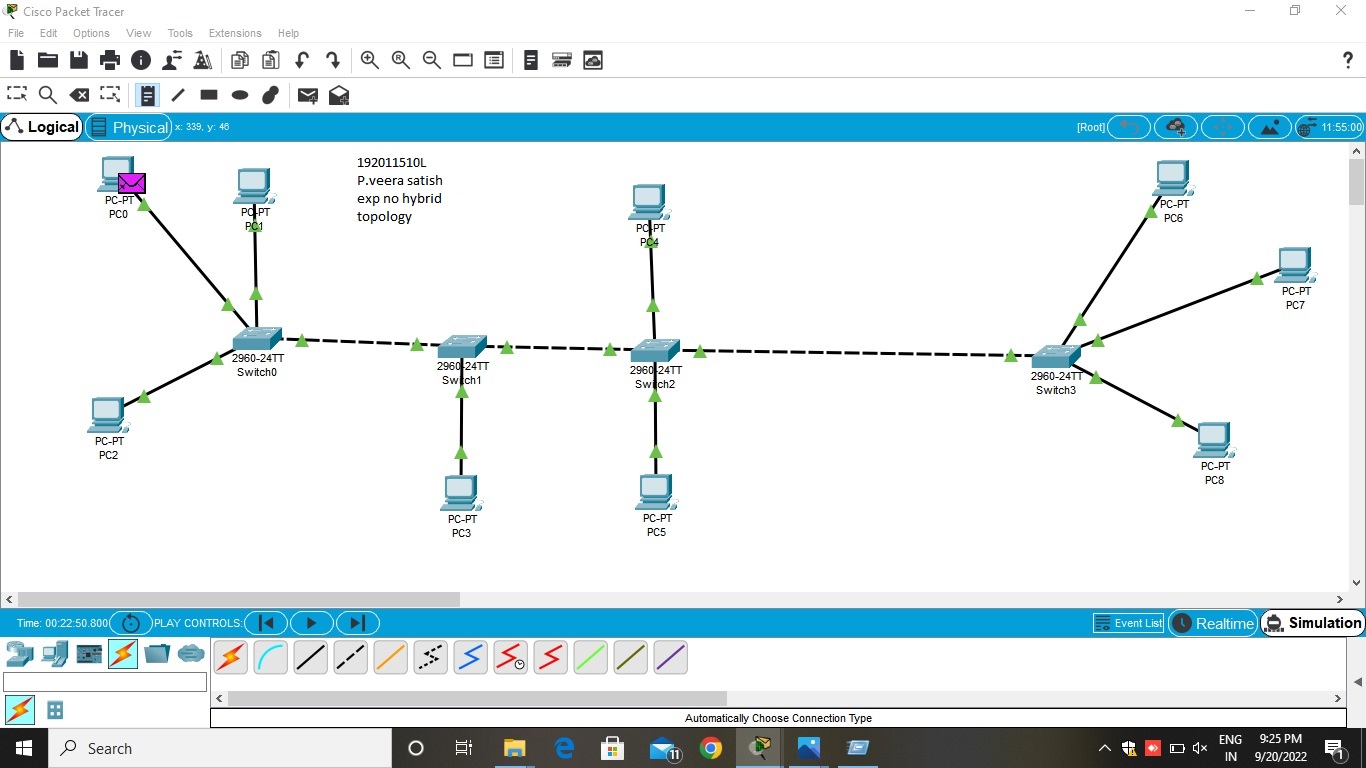 Cisco Packet Tracer
File Edit Options View Tools Extensions Help
?
Logical Physical x: 339, y: 46 [Root] 11:55:00
192011510L
P.veera satish
exp no hybrid
topology
PC-PT
PC0
PC-PT
PC1
PC-PT
PC4
PC-PT
PC6
PC-PT
PC7
2960-24TT
Switch0
2960-24TT
Switch1
2960-24TT
Switch2
2960-24TT
Switch3
PC-PT
PC2
PC-PT
PC3
PC-PT
PC5
PC-PT
PC8
Time: 00:22:50.800 PLAY CONTROLS: Event List Realtime Simulation
Automatically Choose Connection Type
Search 11 ENG 9:25 PM
IN 9/20/2022 1